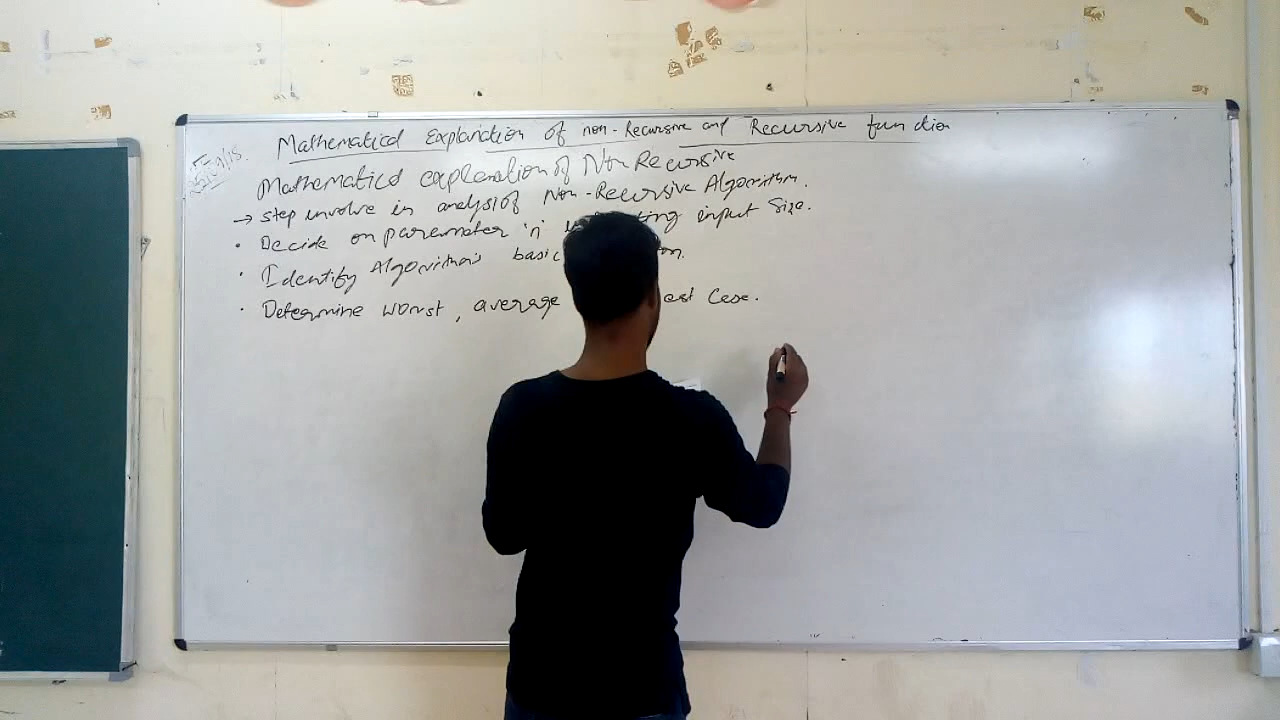 Mathematical Explanation of non-Recursive and Recursive function
Mathematical explanation of Non Recursive
→ step involve in analysis of Non-Recursive Algorithm.
• Decide on parameter 'n' input Size.
• Identify Algorithm's basic
• Determine worst, average case.